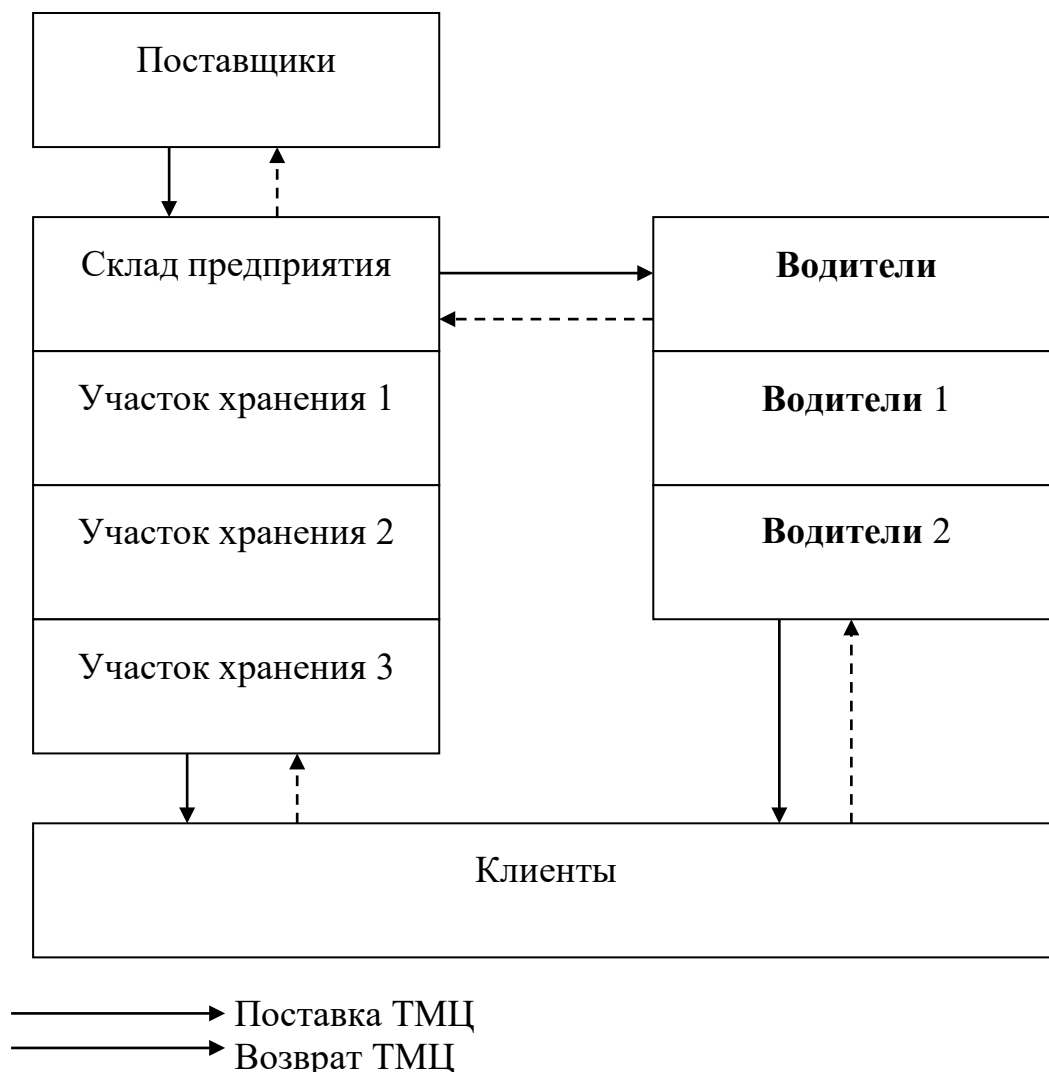 Поставщики
Склад предприятия
Водители
Участок хранения 1
Водители 1
Участок хранения 2
Водители 2
Участок хранения 3
Клиенты
Поставка ТМЦ
Возврат ТМЦ